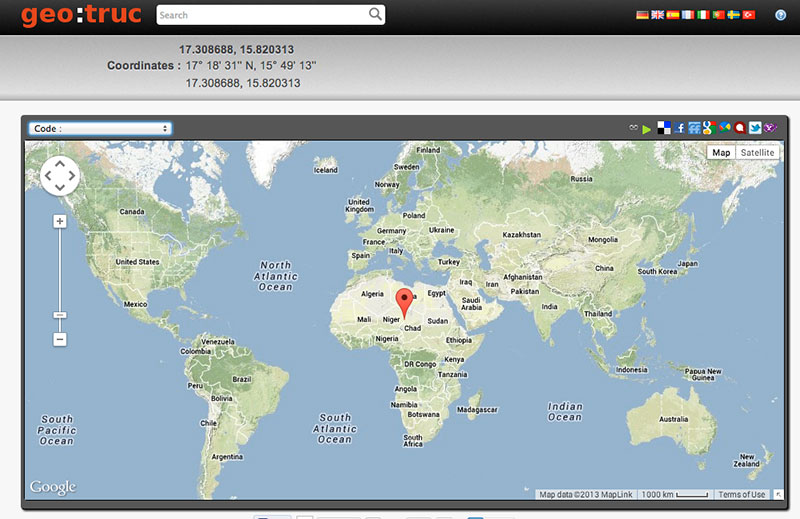 geo:truc
Search
17.308688, 15.820313
Coordinates : 17° 18' 31" N, 15° 49' 13"
17.308688, 15.820313
Code :
Map Satellite
Finland
Iceland
Sweden
Russia
Norway
Canada
United
Kingdom
Poland
Germany
Ukraine
Kazakhstan
France
Mongolia
Italy
North
Atlantic
Ocean
Spain
United States
Turkey
China
Japan
South Korea
Afghanistan
Iraq
Iran
Pakistan
Algeria
Egypt
Saudi
Arabia
Mexico
India
Mali
Niger
Chad
Sudan
Thailand
Nigeria
Ethiopia
Venezuela
Colombia
DR Congo
Kenya
Tanzania
Indonesia
Papua New
Guinea
Peru
Brazil
Angola
Bolivia
Namibia
Botswana
Madagascar
South
Pacific
Ocean
South
Atlantic
Ocean
Indian
Ocean
Chile
Australia
South
Africa
Argentina
New
Zealand
Google
Map data ©2013 MapLink
1000 km
Terms of Use